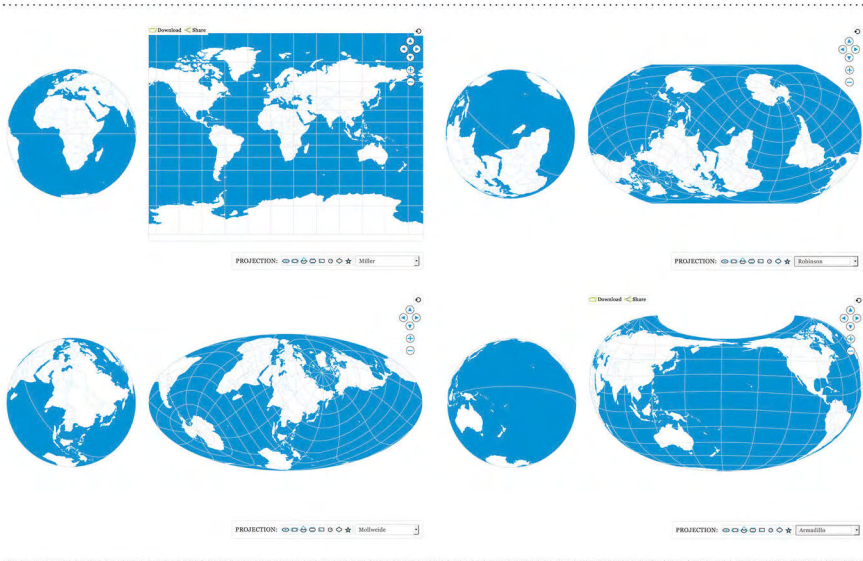 Download Share
PROJECTION: Miller
PROJECTION: Robinson
Download Share
PROJECTION: Mollweide
PROJECTION: Armadillo